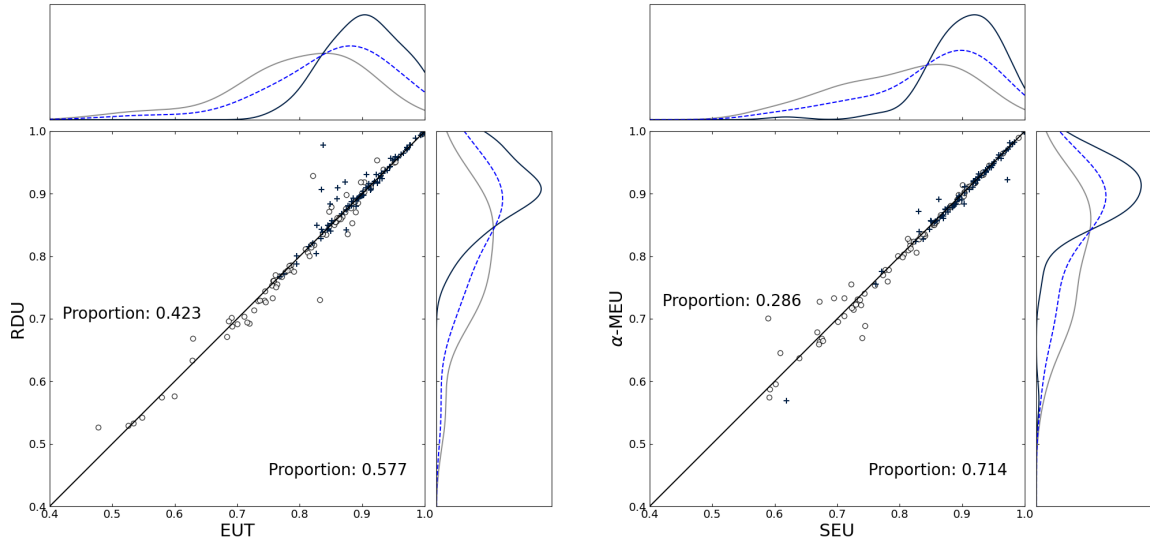 1.0
0.9
0.8
0.7
0.6
0.5
0.4
RDU
Proportion: 0.423
Proportion: 0.577
0.4 0.5 0.6 0.7 0.8 0.9 1.0
EUT
1.0
0.9
0.8
0.7
0.6
0.5
0.4
α-MEU
Proportion: 0.286
Proportion: 0.714
0.4 0.5 0.6 0.7 0.8 0.9 1.0
SEU